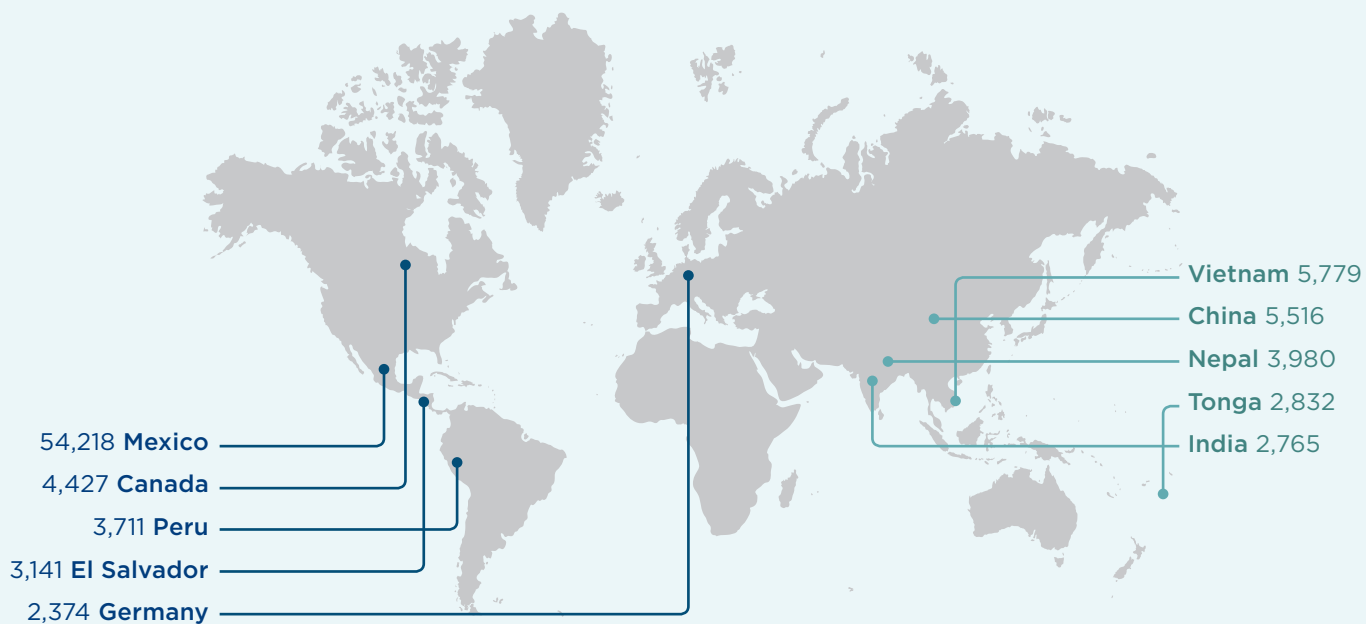 54,218 Mexico
4,427 Canada
3,711 Peru
3,141 El Salvador
2,374 Germany
Vietnam 5,779
China 5,516
Nepal 3,980
Tonga 2,832
India 2,765